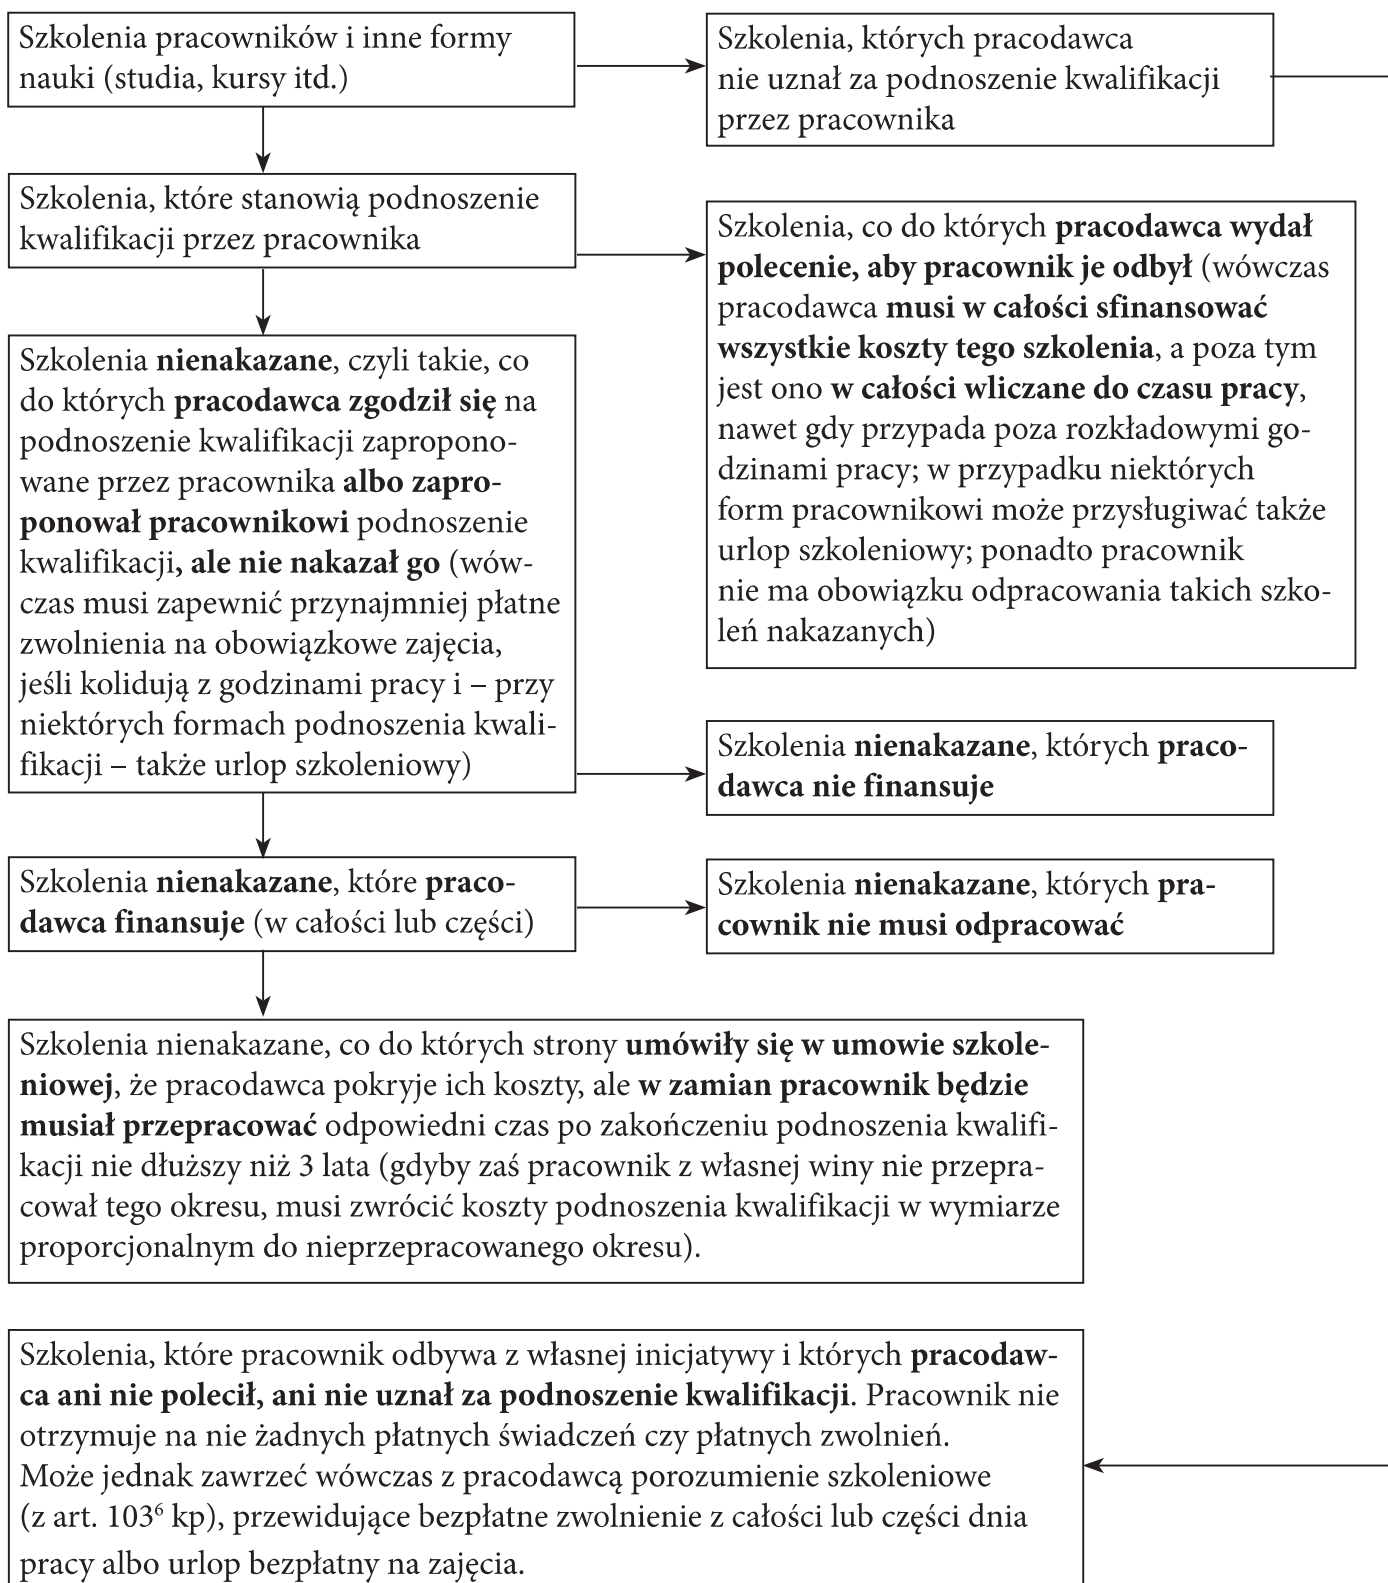 Szkolenia pracowników i inne formy
nauki (studia, kursy itd.)
Szkolenia, których pracodawca
nie uznał za podnoszenie kwalifikacji
przez pracownika
Szkolenia, które stanowią podnoszenie
kwalifikacji przez pracownika
Szkolenia, co do których pracodawca wydał
polecenie, aby pracownik je odbył (wówczas
pracodawca musi w całości sfinansować
wszystkie koszty tego szkolenia, a poza tym
jest ono w całości wliczane do czasu pracy,
nawet gdy przypada poza rozkładowymi go-
dzinami pracy; w przypadku niektórych
form pracownikowi może przysługiwać także
urlop szkoleniowy; ponadto pracownik
nie ma obowiązku odpracowania takich szko-
leń nakazanych)
Szkolenia nienakazane, czyli takie, co
do których pracodawca zgodził się na
podnoszenie kwalifikacji zapropono-
wane przez pracownika albo zapro-
ponował pracownikowi podnoszenie
kwalifikacji, ale nie nakazał go (wów-
czas musi zapewnić przynajmniej płatne
zwolnienia na obowiązkowe zajęcia,
jeśli kolidują z godzinami pracy i – przy
niektórych formach podnoszenia kwali-
fikacji – także urlop szkoleniowy)
Szkolenia nienakazane, których praco-
dawca nie finansuje
Szkolenia nienakazane, które praco-
dawca finansuje (w całości lub części)
Szkolenia nienakazane, których pra-
cownik nie musi odpracować
Szkolenia nienakazane, co do których strony umówiły się w umowie szkole-
niowej, że pracodawca pokryje ich koszty, ale w zamian pracownik będzie
musiał przepracować odpowiedni czas po zakończeniu podnoszenia kwalifi-
kacji nie dłuższy niż 3 lata (gdyby zaś pracownik z własnej winy nie przepra-
cował tego okresu, musi zwrócić koszty podnoszenia kwalifikacji w wymiarze
proporcjonalnym do nieprzepracowanego okresu).
Szkolenia, które pracownik odbywa z własnej inicjatywy i których pracodaw-
ca ani nie polecił, ani nie uznał za podnoszenie kwalifikacji. Pracownik nie
otrzymuje na nie żadnych płatnych świadczeń czy płatnych zwolnień.
Może jednak zawrzeć wówczas z pracodawcą porozumienie szkoleniowe
(z art. 103⁶ kp), przewidujące bezpłatne zwolnienie z całości lub części dnia
pracy albo urlop bezpłatny na zajęcia.